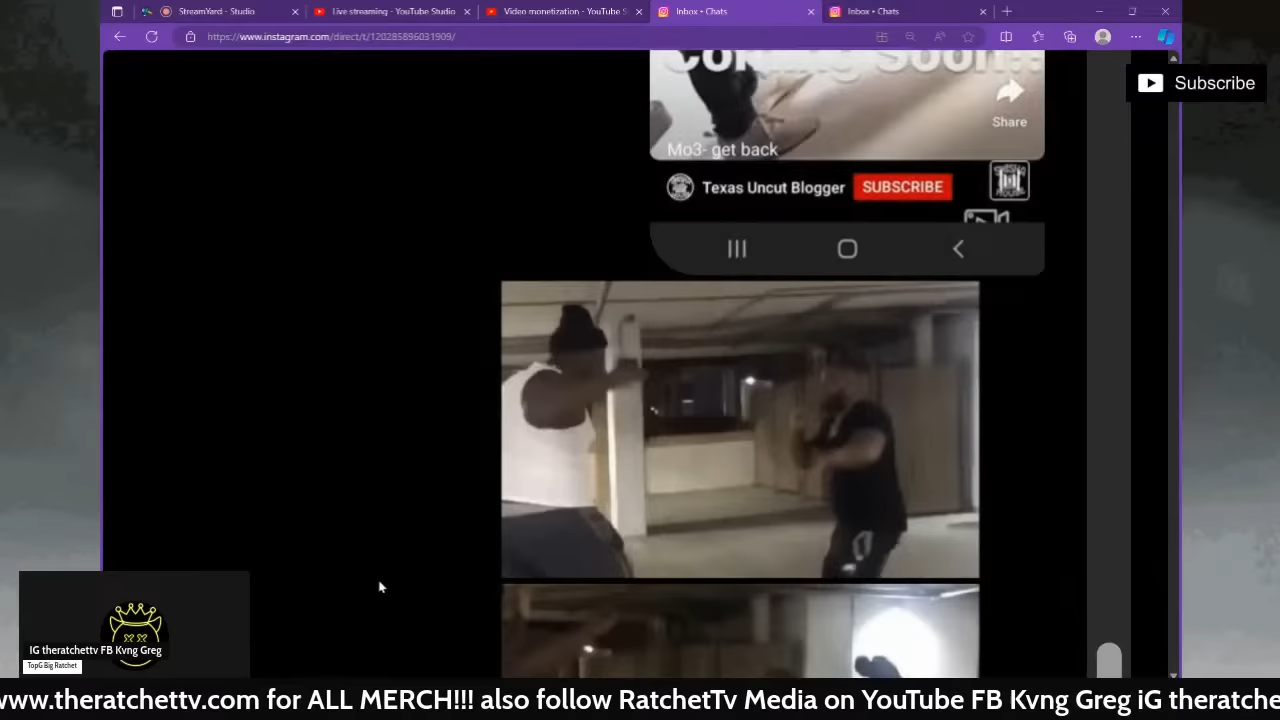 StreamYard - Studio
Live streaming - YouTube Studio
Video monetization - YouTube S
Inbox • Chats
Inbox • Chats
https://www.instagram.com/direct/t/120285896031909/
Subscribe
Coming Soon!!
Share
Mo3- get back
Texas Uncut Blogger
SUBSCRIBE
IG theratchettv FB Kvng Greg
TopG Big Ratchet
www.theratchettv.com for ALL MERCH!!! also follow RatchetTv Media on YouTube FB Kvng Greg iG theratche